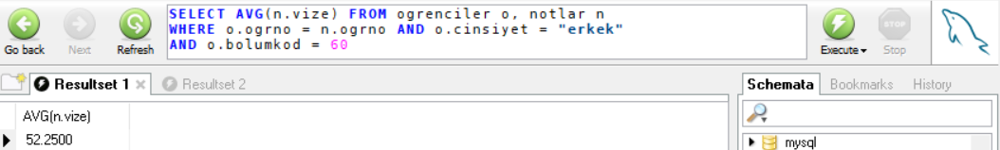 SELECT AVG(n.vize) FROM ogrenciler o, notlar n
WHERE o.ogrno = n.ogrno AND o.cinsiyet = "erkek"
AND o.bolumkod = 60
Go back
Next
Refresh
Execute
STOP
Stop
Resultset 1
Resultset 2
Schemata
Bookmarks
History
AVG(n.vize)
52.2500
mysql